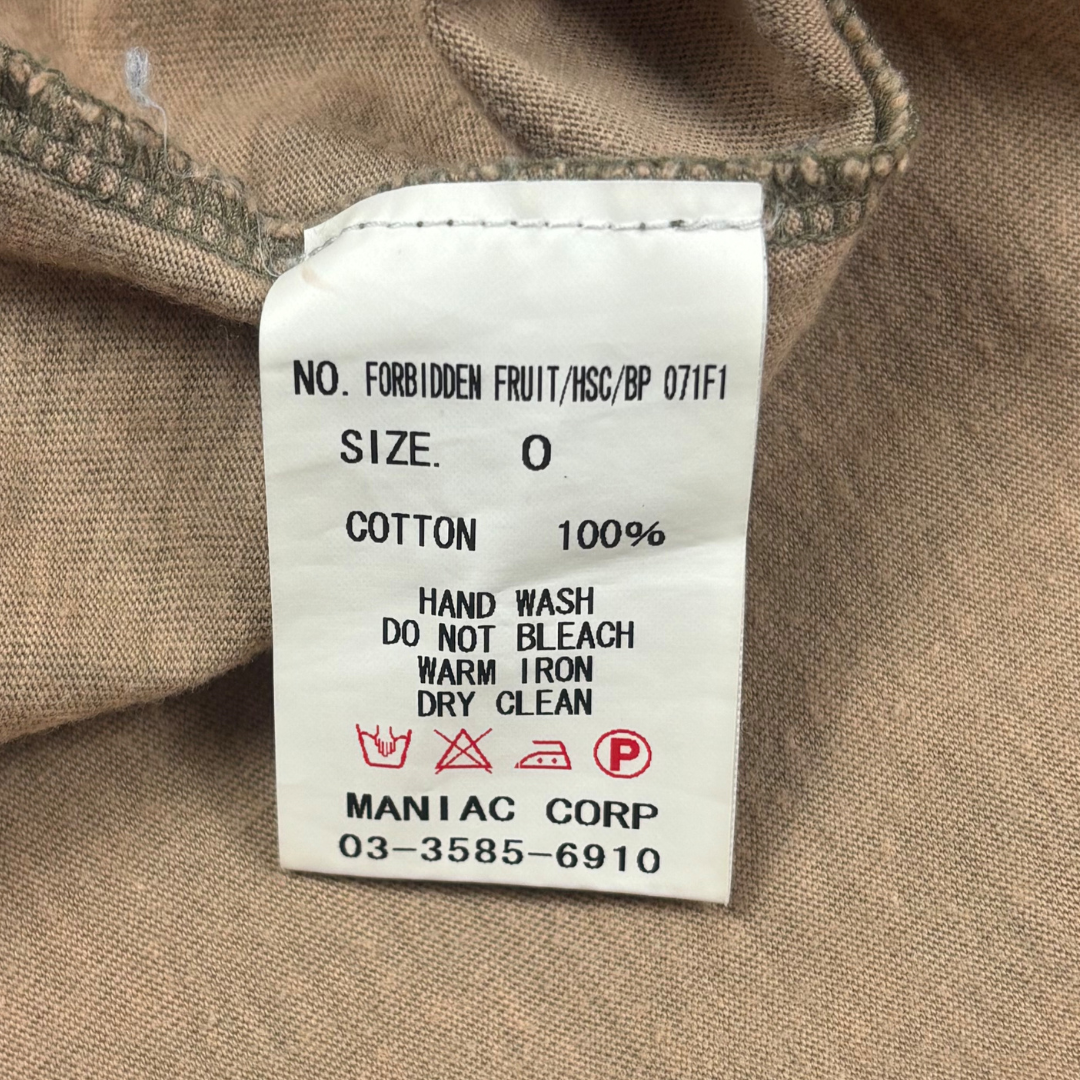 NO. FORBIDDEN FRUIT/HSC/BP 071F1
SIZE. 0
COTTON 100%
HAND WASH
DO NOT BLEACH
WARM IRON
DRY CLEAN
P
MANIAC CORP
03-3585-6910